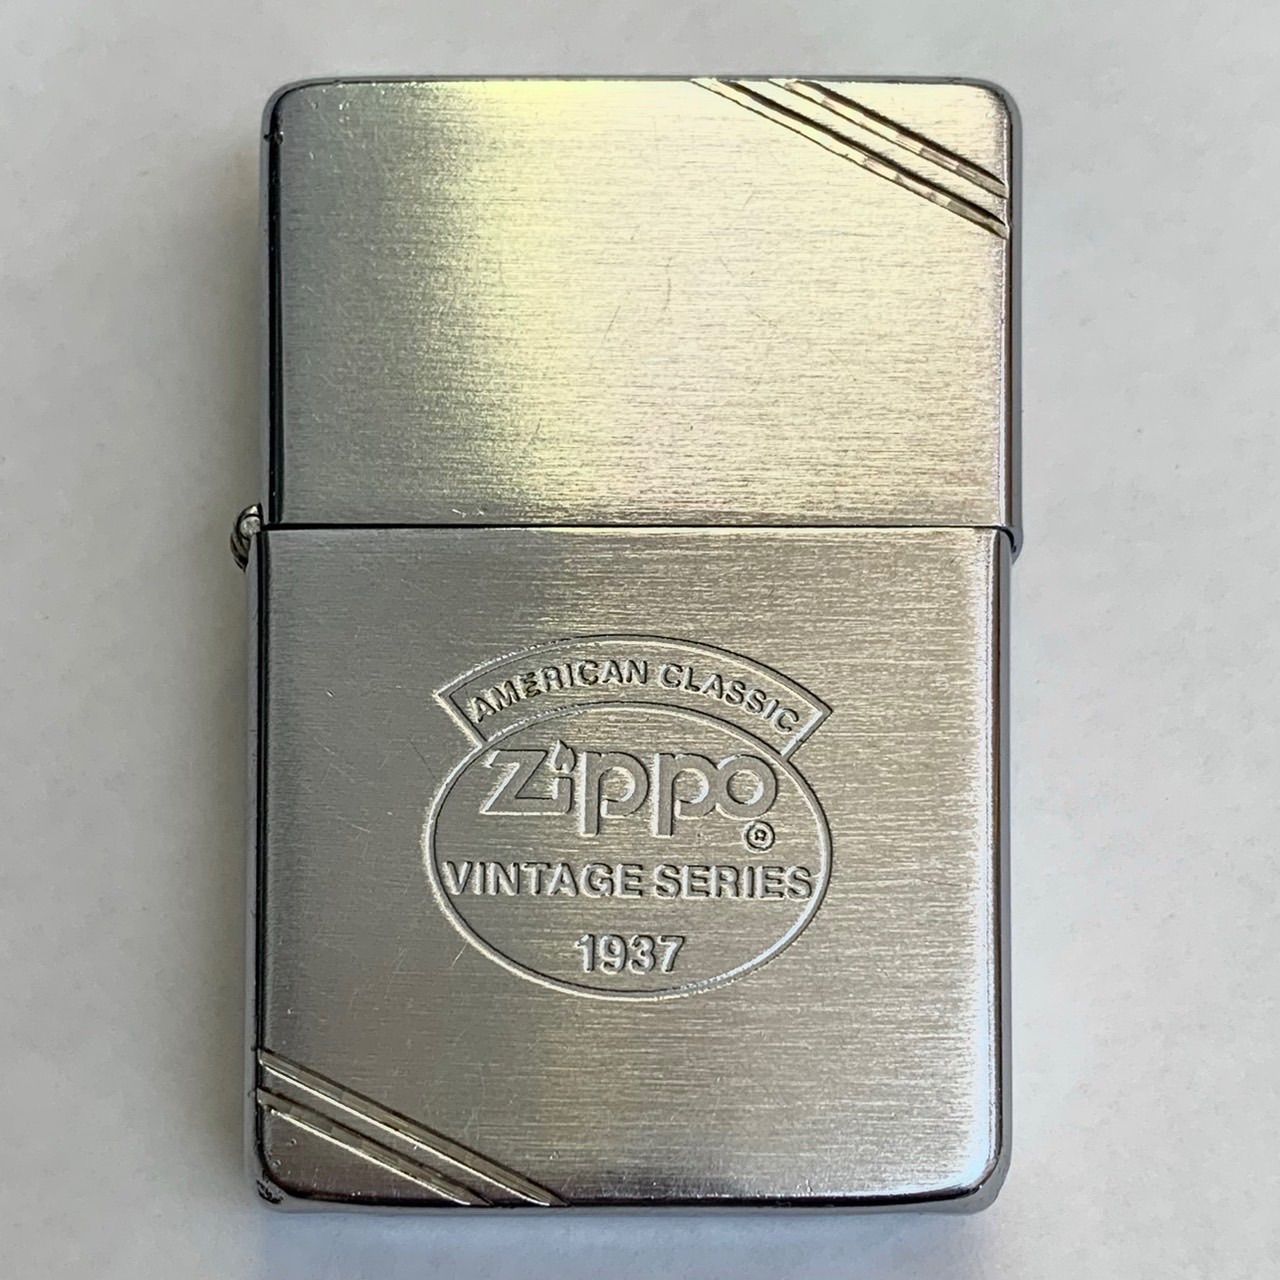 AMERICAN CLASSIC
Zippo
®
VINTAGE SERIES
1937